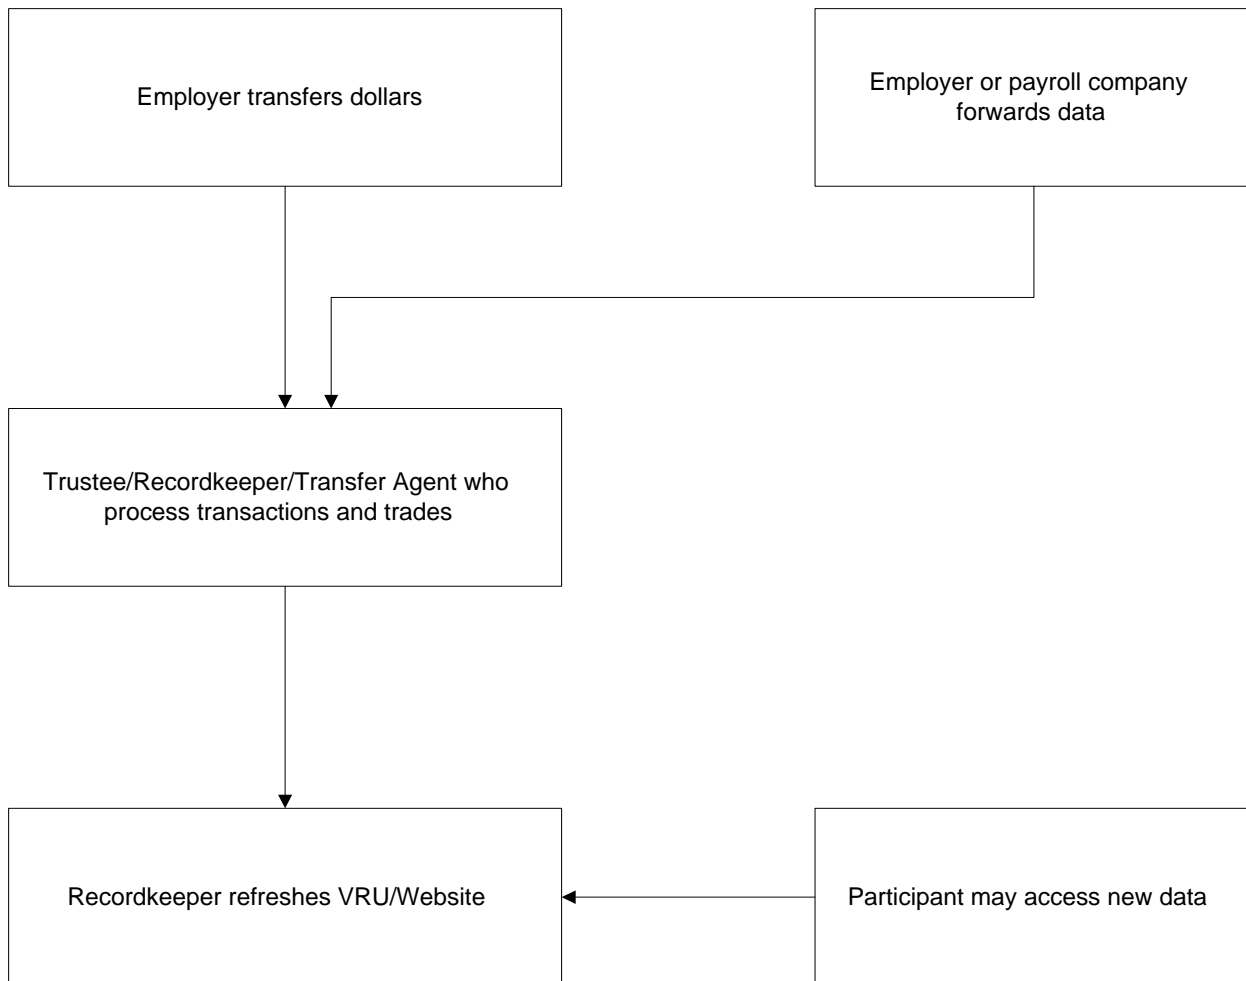 Employer transfers dollars
Employer or payroll company
forwards data
Trustee/Recordkeeper/Transfer Agent who
process transactions and trades
Recordkeeper refreshes VRU/Website
Participant may access new data